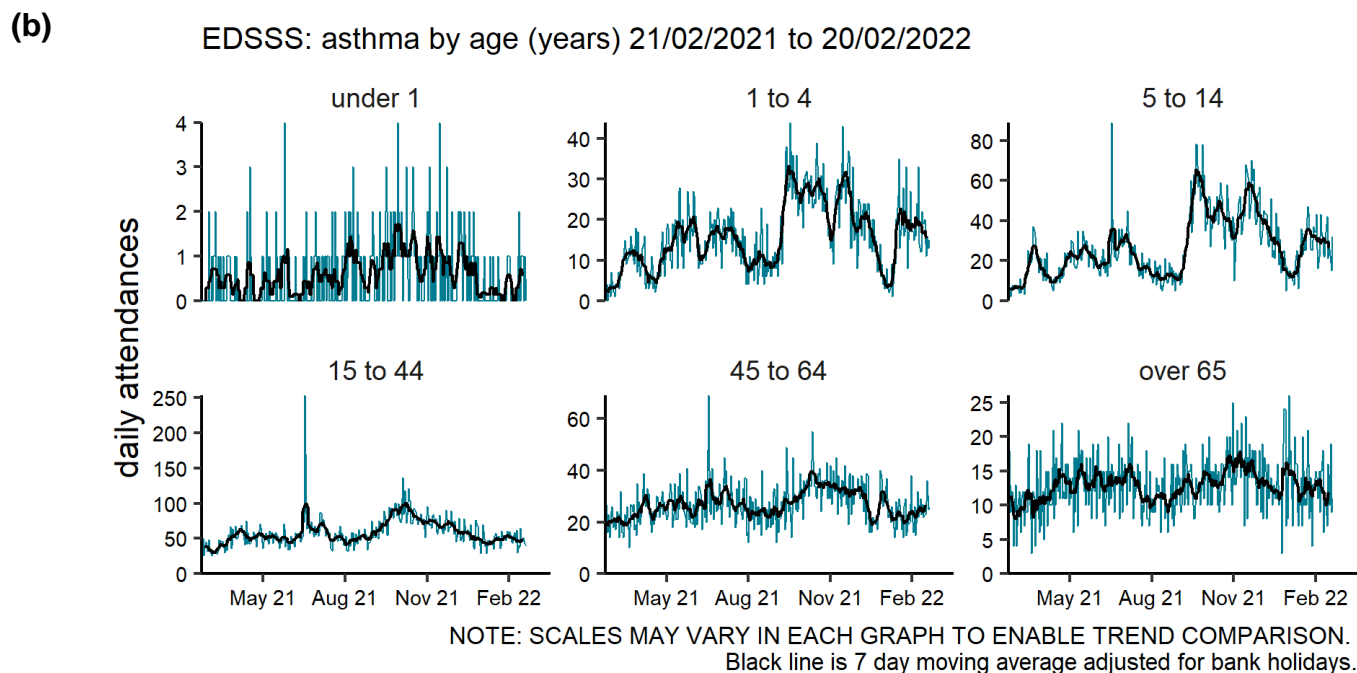 (b)
EDSSS: asthma by age (years) 21/02/2021 to 20/02/2022
daily attendances
under 1
4
3
2
1
0
1 to 4
40
30
20
10
0
5 to 14
80
60
40
20
0
15 to 44
250
200
150
100
50
0
May 21 Aug 21 Nov 21 Feb 22
45 to 64
60
40
20
0
May 21 Aug 21 Nov 21 Feb 22
over 65
25
20
15
10
5
0
May 21 Aug 21 Nov 21 Feb 22
NOTE: SCALES MAY VARY IN EACH GRAPH TO ENABLE TREND COMPARISON.
Black line is 7 day moving average adjusted for bank holidays.